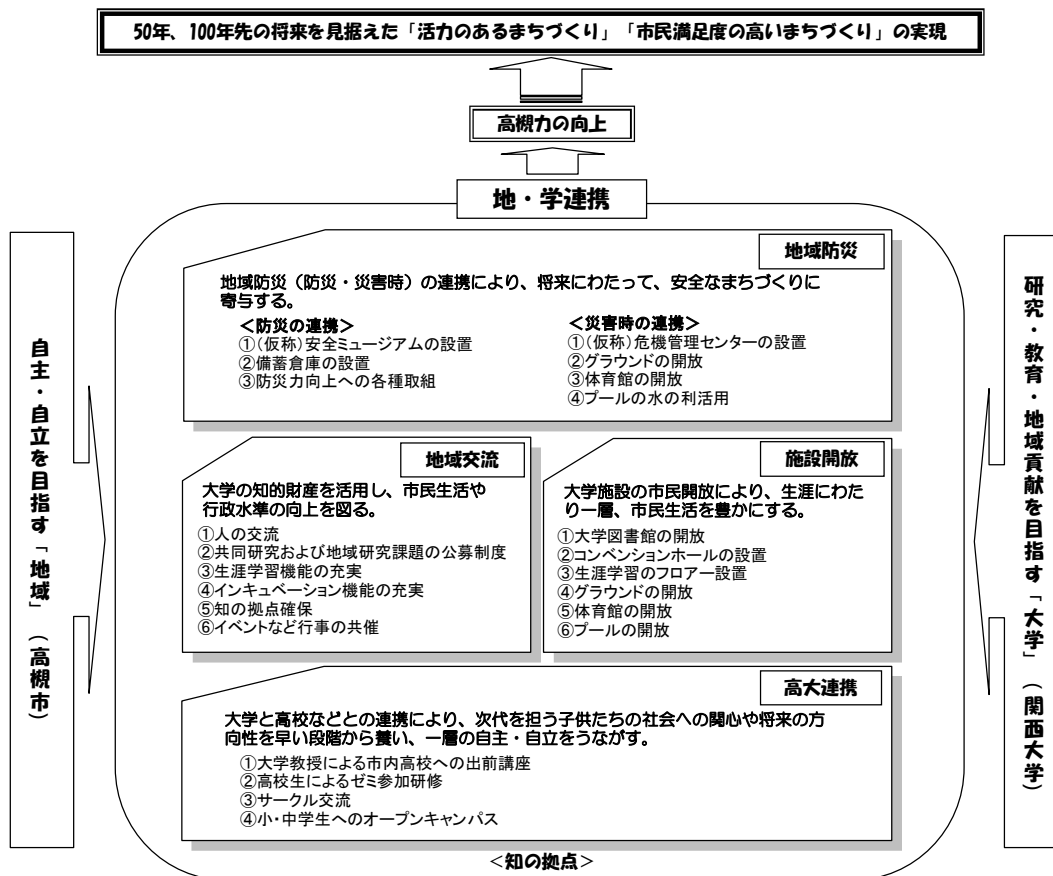 50年、100年先の将来を見据えた「活力のあるまちづくり」「市民満足度の高いまちづくり」の実現
高槻力の向上
地・学連携
自主・自立を目指す「地域」（高槻市）
地域防災
地域防災（防災・災害時）の連携により、将来にわたって、安全なまちづくりに
寄与する。
＜防災の連携＞
①(仮称)安全ミュージアムの設置
②備蓄倉庫の設置
③防災力向上への各種取組
＜災害時の連携＞
①(仮称)危機管理センターの設置
②グラウンドの開放
③体育館の開放
④プールの水の利活用
地域交流
大学の知的財産を活用し、市民生活や
行政水準の向上を図る。
①人の交流
②共同研究および地域研究課題の公募制度
③生涯学習機能の充実
④インキュベーション機能の充実
⑤知の拠点確保
⑥イベントなど行事の共催
施設開放
大学施設の市民開放により、生涯にわた
り一層、市民生活を豊かにする。
①大学図書館の開放
②コンベンションホールの設置
③生涯学習のフロアー設置
④グラウンドの開放
⑤体育館の開放
⑥プールの開放
高大連携
大学と高校などとの連携により、次代を担う子供たちの社会への関心や将来の方
向性を早い段階から養い、一層の自主・自立をうながす。
①大学教授による市内高校への出前講座
②高校生によるゼミ参加研修
③サークル交流
④小・中学生へのオープンキャンパス
＜知の拠点＞
研究・教育・地域貢献を目指す「大学」（関西大学）